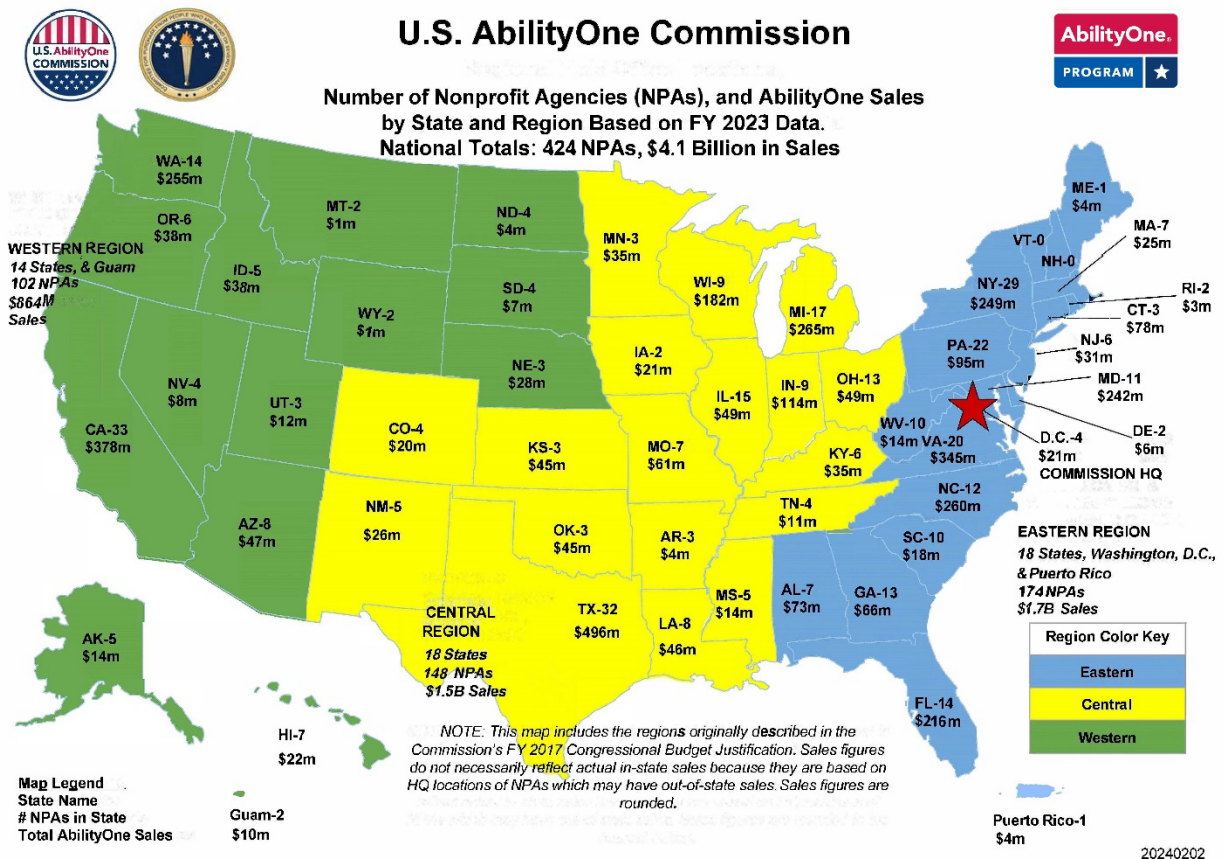 U.S. AbilityOne Commission
U.S. AbilityOne
COMMISSION
AbilityOne
PROGRAM
Number of Nonprofit Agencies (NPAs), and AbilityOne Sales
by State and Region Based on FY 2023 Data.
National Totals: 424 NPAs, $4.1 Billion in Sales
WA-14
$255m
OR-6
$38m
WESTERN REGION
14 States, & Guam
102 NPAs
$864M
Sales
ID-5
$38m
MT-2
$1m
ND-4
$4m
SD-4
$7m
WY-2
$1m
NE-3
$28m
NV-4
$8m
UT-3
$12m
CA-33
$378m
AZ-8
$47m
CO-4
$20m
NM-5
$26m
KS-3
$45m
OK-3
$45m
TX-32
$496m
CENTRAL
REGION
18 States
148 NPAs
$1.5B Sales
MN-3
$35m
IA-2
$21m
MO-7
$61m
AR-3
$4m
LA-8
$46m
MS-5
$14m
WI-9
$182m
MI-17
$265m
IL-15
$49m
IN-9
$114m
OH-13
$49m
KY-6
$35m
TN-4
$11m
ME-1
$4m
VT-0
NH-0
MA-7
$25m
RI-2
$3m
CT-3
$78m
NY-29
$249m
NJ-6
$31m
PA-22
$95m
MD-11
$242m
DE-2
$6m
D.C.-4
$21m
COMMISSION HQ
WV-10
$14m
VA-20
$345m
NC-12
$260m
SC-10
$18m
GA-13
$66m
AL-7
$73m
FL-14
$216m
EASTERN REGION
18 States, Washington, D.C.,
& Puerto Rico
174 NPAs
$1.7B Sales
Region Color Key
Eastern
Central
Western
AK-5
$14m
HI-7
$22m
Guam-2
$10m
Puerto Rico-1
$4m
NOTE: This map includes the regions originally described in the
Commission's FY 2017 Congressional Budget Justification. Sales figures
do not necessarily reflect actual in-state sales because they are based on
HQ locations of NPAs which may have out-of-state sales. Sales figures are
rounded.
Map Legend
State Name
# NPAs in State
Total AbilityOne Sales
20240202